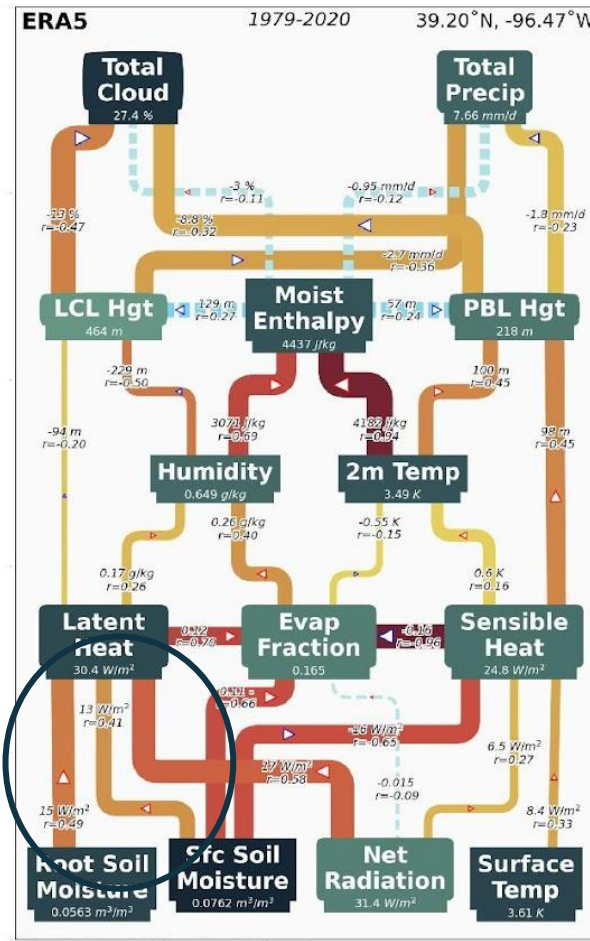 ERA5 1979-2020 39.20°N, -96.47°W
Total
Cloud
27.4 %
Total
Precip
7.66 mm/d
-3 %
r=-0.11
-0.95 mm/d
r=-0.12
-13 %
r=-0.47
-8.8 %
r=-0.32
-1.8 mm/d
r=-0.23
-2.7 mm/d
r=-0.36
LCL Hgt
464 m
129 m
r=0.27
Moist
Enthalpy
4437 J/kg
57 m
r=0.24
PBL Hgt
218 m
-229 m
r=-0.50
100 m
r=0.45
-94 m
r=-0.20
3071 J/kg
r=0.69
4182 J/kg
r=0.94
98 m
r=0.45
Humidity
0.649 g/kg
2m Temp
3.49 K
0.26 g/kg
r=0.40
-0.55 K
r=-0.15
0.17 g/kg
r=0.26
0.6 K
r=0.16
Latent
Heat
30.4 W/m²
0.12
r=0.76
Evap
Fraction
0.165
-0.16
r=-0.96
Sensible
Heat
24.8 W/m²
13 W/m²
r=0.41
0.11
r=0.66
-16 W/m²
r=-0.65
6.5 W/m²
r=0.27
17 W/m²
r=0.58
-0.015
r=-0.09
15 W/m²
r=0.49
8.4 W/m²
r=0.33
Root Soil
Moisture
0.0563 m³/m³
Sfc Soil
Moisture
0.0762 m³/m³
Net
Radiation
31.4 W/m²
Surface
Temp
3.61 K